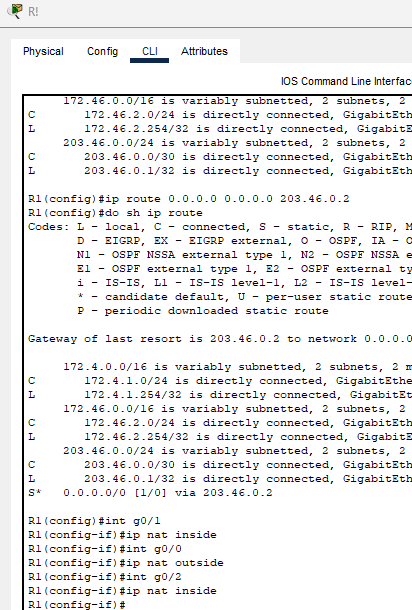 R!
Physical Config CLI Attributes
IOS Command Line Interfac
172.46.0.0/16 is variably subnetted, 2 subnets, 2
C 172.46.2.0/24 is directly connected, GigabitEth
L 172.46.2.254/32 is directly connected, GigabitE
203.46.0.0/24 is variably subnetted, 2 subnets, 2
C 203.46.0.0/30 is directly connected, GigabitEth
L 203.46.0.1/32 is directly connected, GigabitEth
R1(config)#ip route 0.0.0.0 0.0.0.0 203.46.0.2
R1(config)#do sh ip route
Codes: L - local, C - connected, S - static, R - RIP, M
D - EIGRP, EX - EIGRP external, O - OSPF, IA - O
N1 - OSPF NSSA external type 1, N2 - OSPF NSSA e
E1 - OSPF external type 1, E2 - OSPF external ty
i - IS-IS, L1 - IS-IS level-1, L2 - IS-IS level-
* - candidate default, U - per-user static route
P - periodic downloaded static route
Gateway of last resort is 203.46.0.2 to network 0.0.0.0
172.4.0.0/16 is variably subnetted, 2 subnets, 2 m
C 172.4.1.0/24 is directly connected, GigabitEthe
L 172.4.1.254/32 is directly connected, GigabitEt
172.46.0.0/16 is variably subnetted, 2 subnets, 2
C 172.46.2.0/24 is directly connected, GigabitEth
L 172.46.2.254/32 is directly connected, GigabitE
203.46.0.0/24 is variably subnetted, 2 subnets, 2
C 203.46.0.0/30 is directly connected, GigabitEth
L 203.46.0.1/32 is directly connected, GigabitEth
S* 0.0.0.0/0 [1/0] via 203.46.0.2
R1(config)#int g0/1
R1(config-if)#ip nat inside
R1(config-if)#int g0/0
R1(config-if)#ip nat outside
R1(config-if)#int g0/2
R1(config-if)#ip nat inside
R1(config-if)#